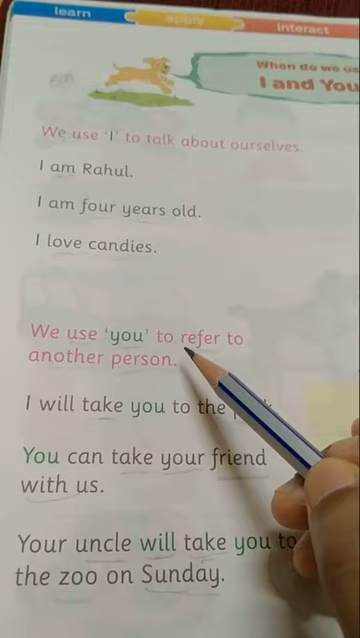 learn apply interact
When do we
I and You
We use 'I' to talk about ourselves.
I am Rahul.
I am four years old.
I love candies.
We use 'you' to refer to
another person.
I will take you to the
You can take your friend
with us.
Your uncle will take you to
the zoo on Sunday.